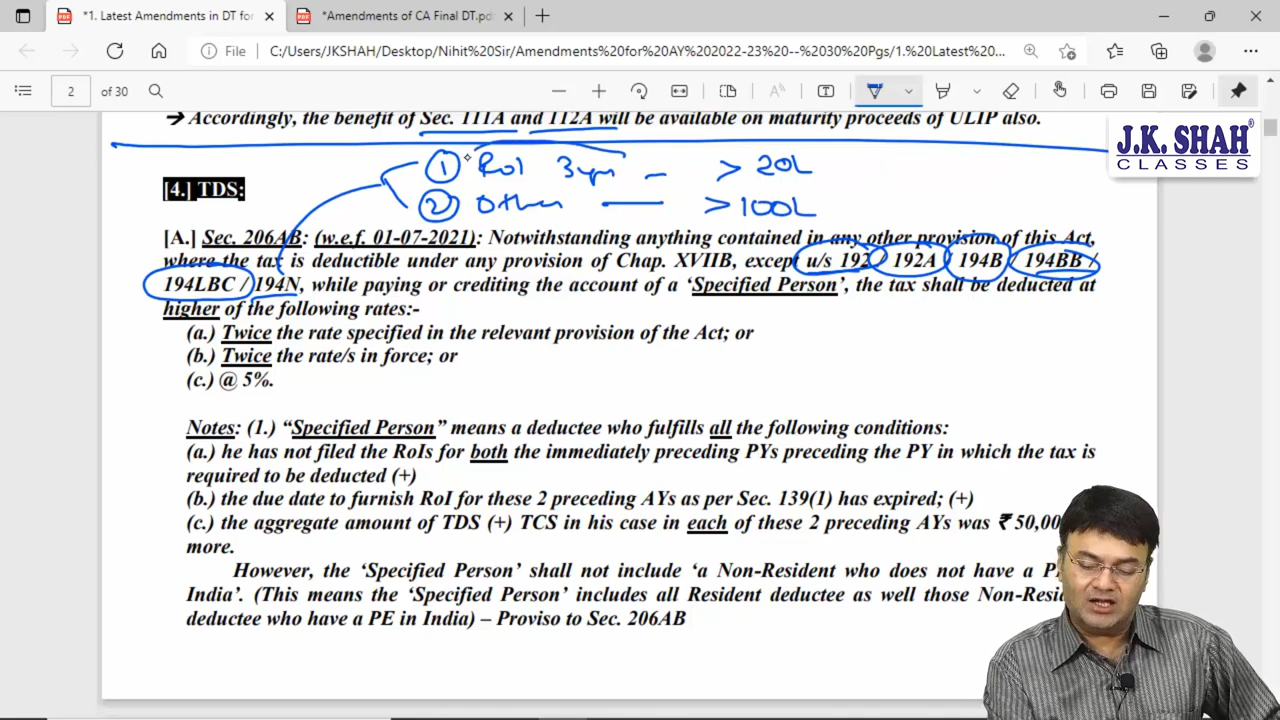 *1. Latest Amendments in DT for
*Amendments of CA Final DT.pdf
File
C:/Users/JKSHAH/Desktop/Nihit%20Sir/Amendments%20for%20AY%202022-23%20--%2030%20Pgs/1.%20Latest%20...
2 of 30
→ Accordingly, the benefit of Sec. 111A and 112A will be available on maturity proceeds of ULIP also.
J.K. SHAH
CLASSES
① RoI 3yrs — > 20L
② Other — > 100L
[4.] TDS:
[A.] Sec. 206AB: (w.e.f. 01-07-2021): Notwithstanding anything contained in any other provision of this Act,
where the tax is deductible under any provision of Chap. XVIIB, except u/s 192 / 192A / 194B / 194BB /
194LBC / 194N, while paying or crediting the account of a ‘Specified Person’, the tax shall be deducted at
higher of the following rates:-
(a.) Twice the rate specified in the relevant provision of the Act; or
(b.) Twice the rate/s in force; or
(c.) @ 5%.
Notes: (1.) “Specified Person” means a deductee who fulfills all the following conditions:
(a.) he has not filed the RoIs for both the immediately preceding PYs preceding the PY in which the tax is
required to be deducted (+)
(b.) the due date to furnish RoI for these 2 preceding AYs as per Sec. 139(1) has expired; (+)
(c.) the aggregate amount of TDS (+) TCS in his case in each of these 2 preceding AYs was ₹ 50,00
more.
However, the ‘Specified Person’ shall not include ‘a Non-Resident who does not have a P
India’. (This means the ‘Specified Person’ includes all Resident deductee as well those Non-Resi
deductee who have a PE in India) – Proviso to Sec. 206AB